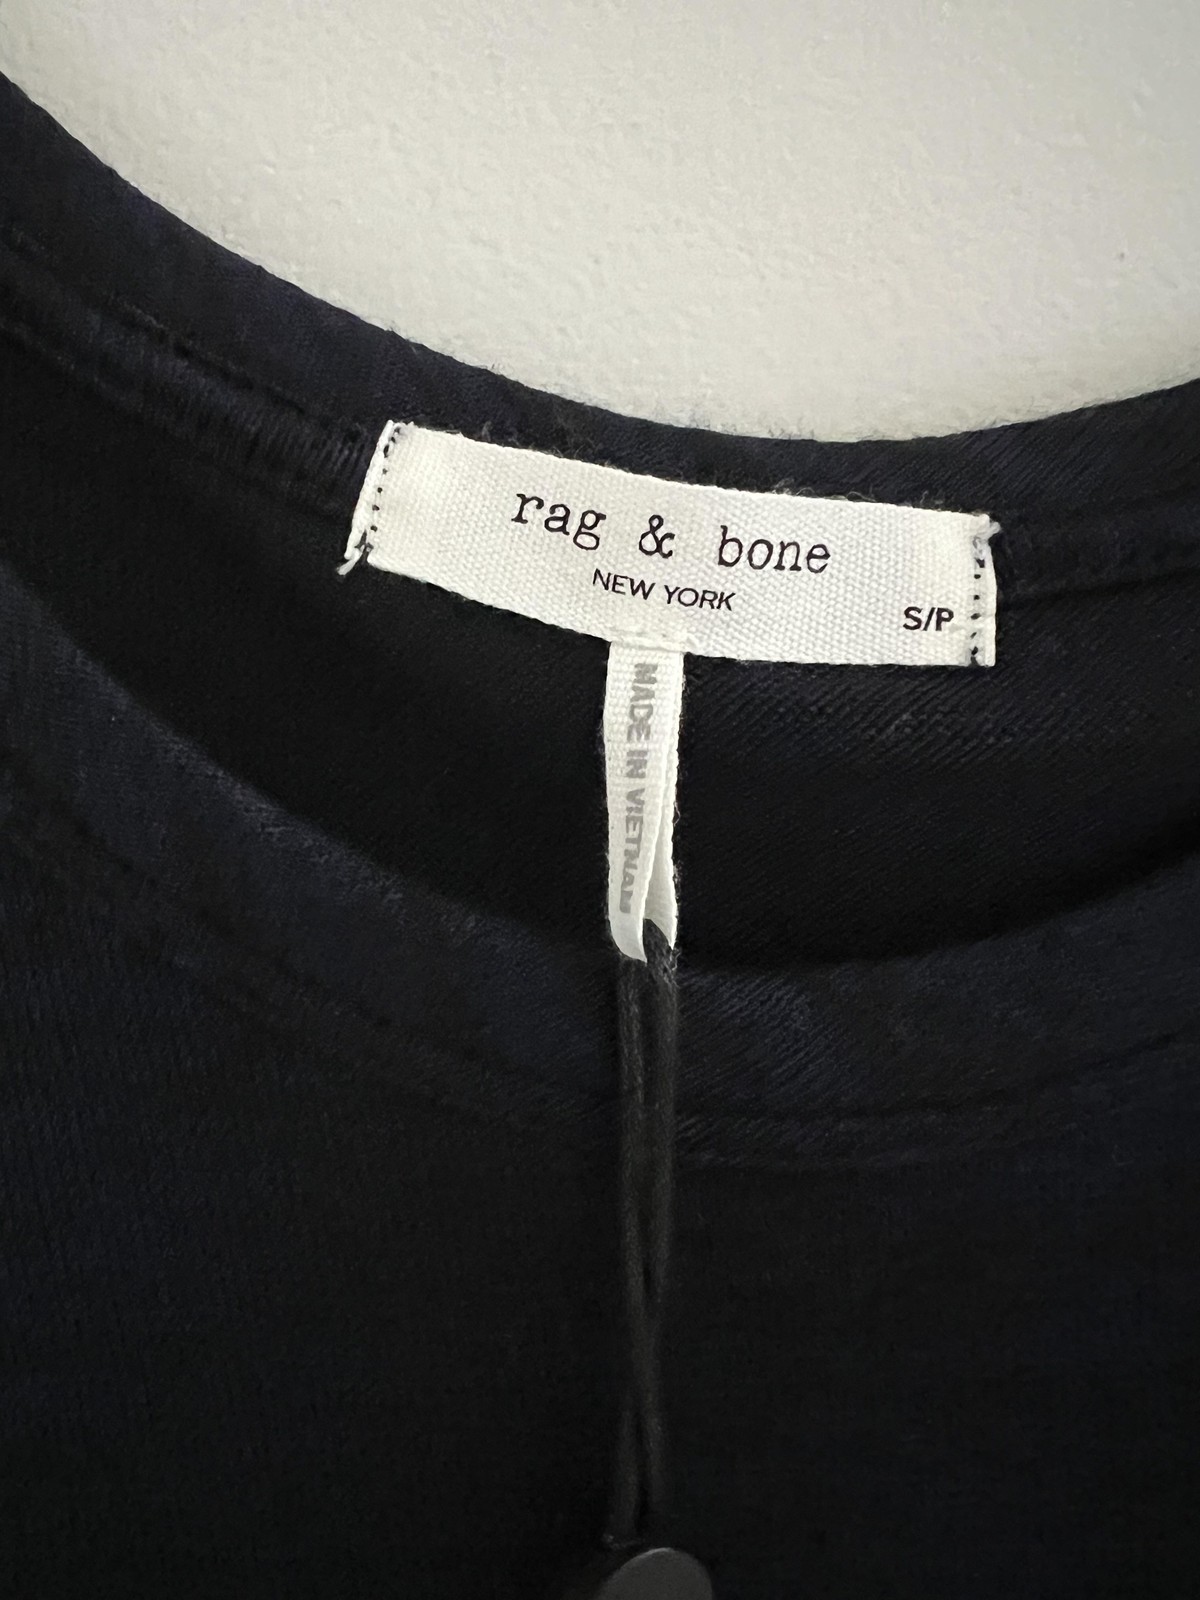 rag & bone
NEW YORK
S/P
MADE IN VIETNAM